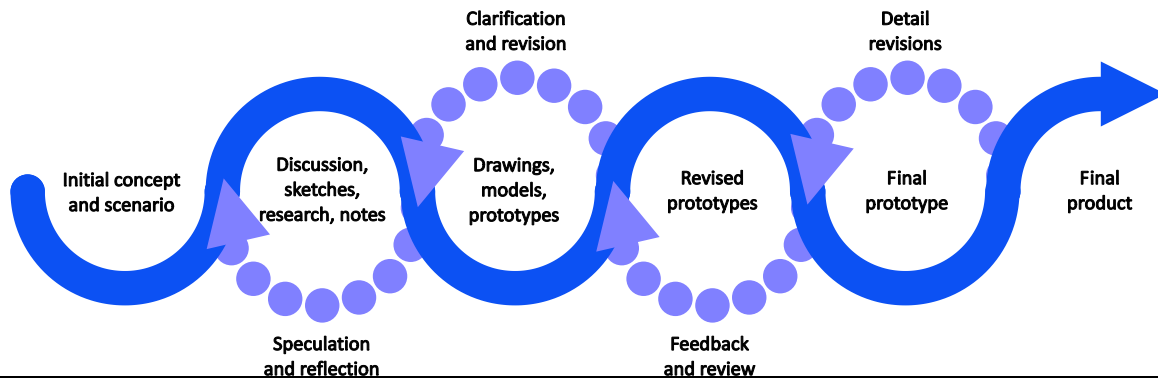 Clarification
and revision
Detail
revisions
Initial concept
and scenario
Discussion,
sketches,
research, notes
Drawings,
models,
prototypes
Revised
prototypes
Final
prototype
Final
product
Speculation
and reflection
Feedback
and review